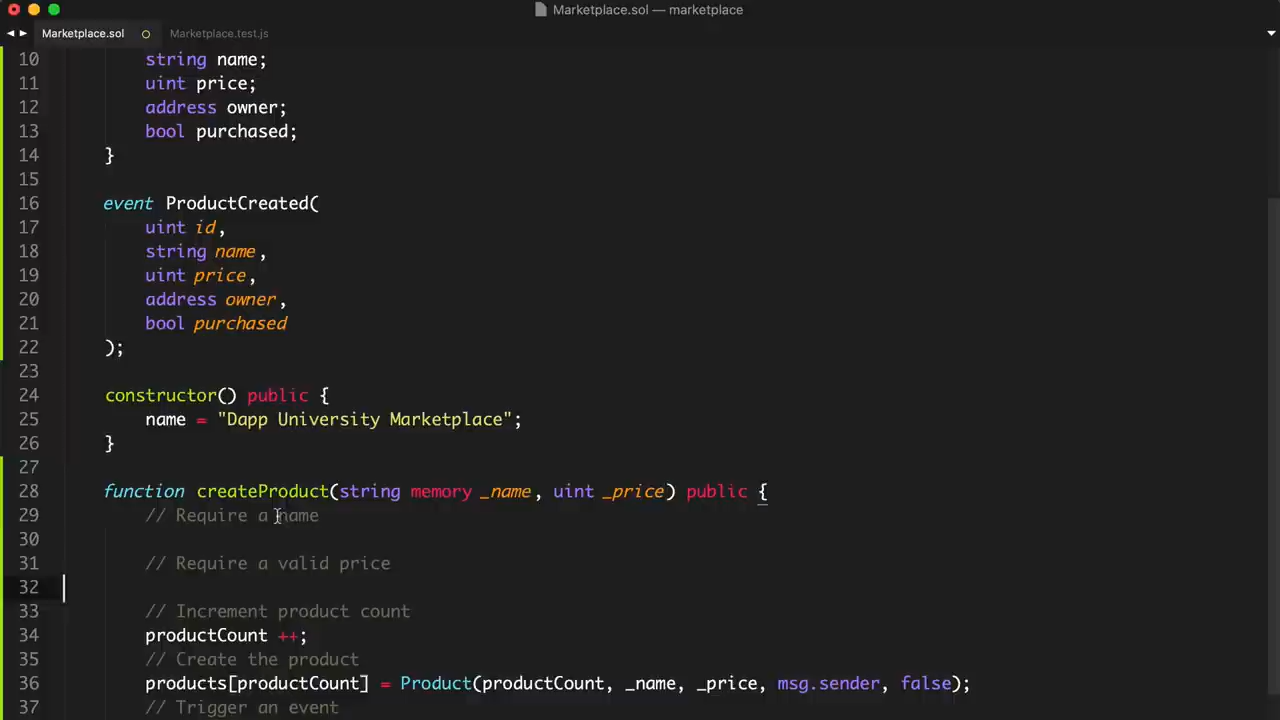 Marketplace.sol — marketplace
Marketplace.sol Marketplace.test.js
10 string name;
11 uint price;
12 address owner;
13 bool purchased;
14 }
15
16 event ProductCreated(
17 uint id,
18 string name,
19 uint price,
20 address owner,
21 bool purchased
22 );
23
24 constructor() public {
25 name = "Dapp University Marketplace";
26 }
27
28 function createProduct(string memory _name, uint _price) public {
29 // Require a name
30
31 // Require a valid price
32
33 // Increment product count
34 productCount ++;
35 // Create the product
36 products[productCount] = Product(productCount, _name, _price, msg.sender, false);
37 // Trigger an event